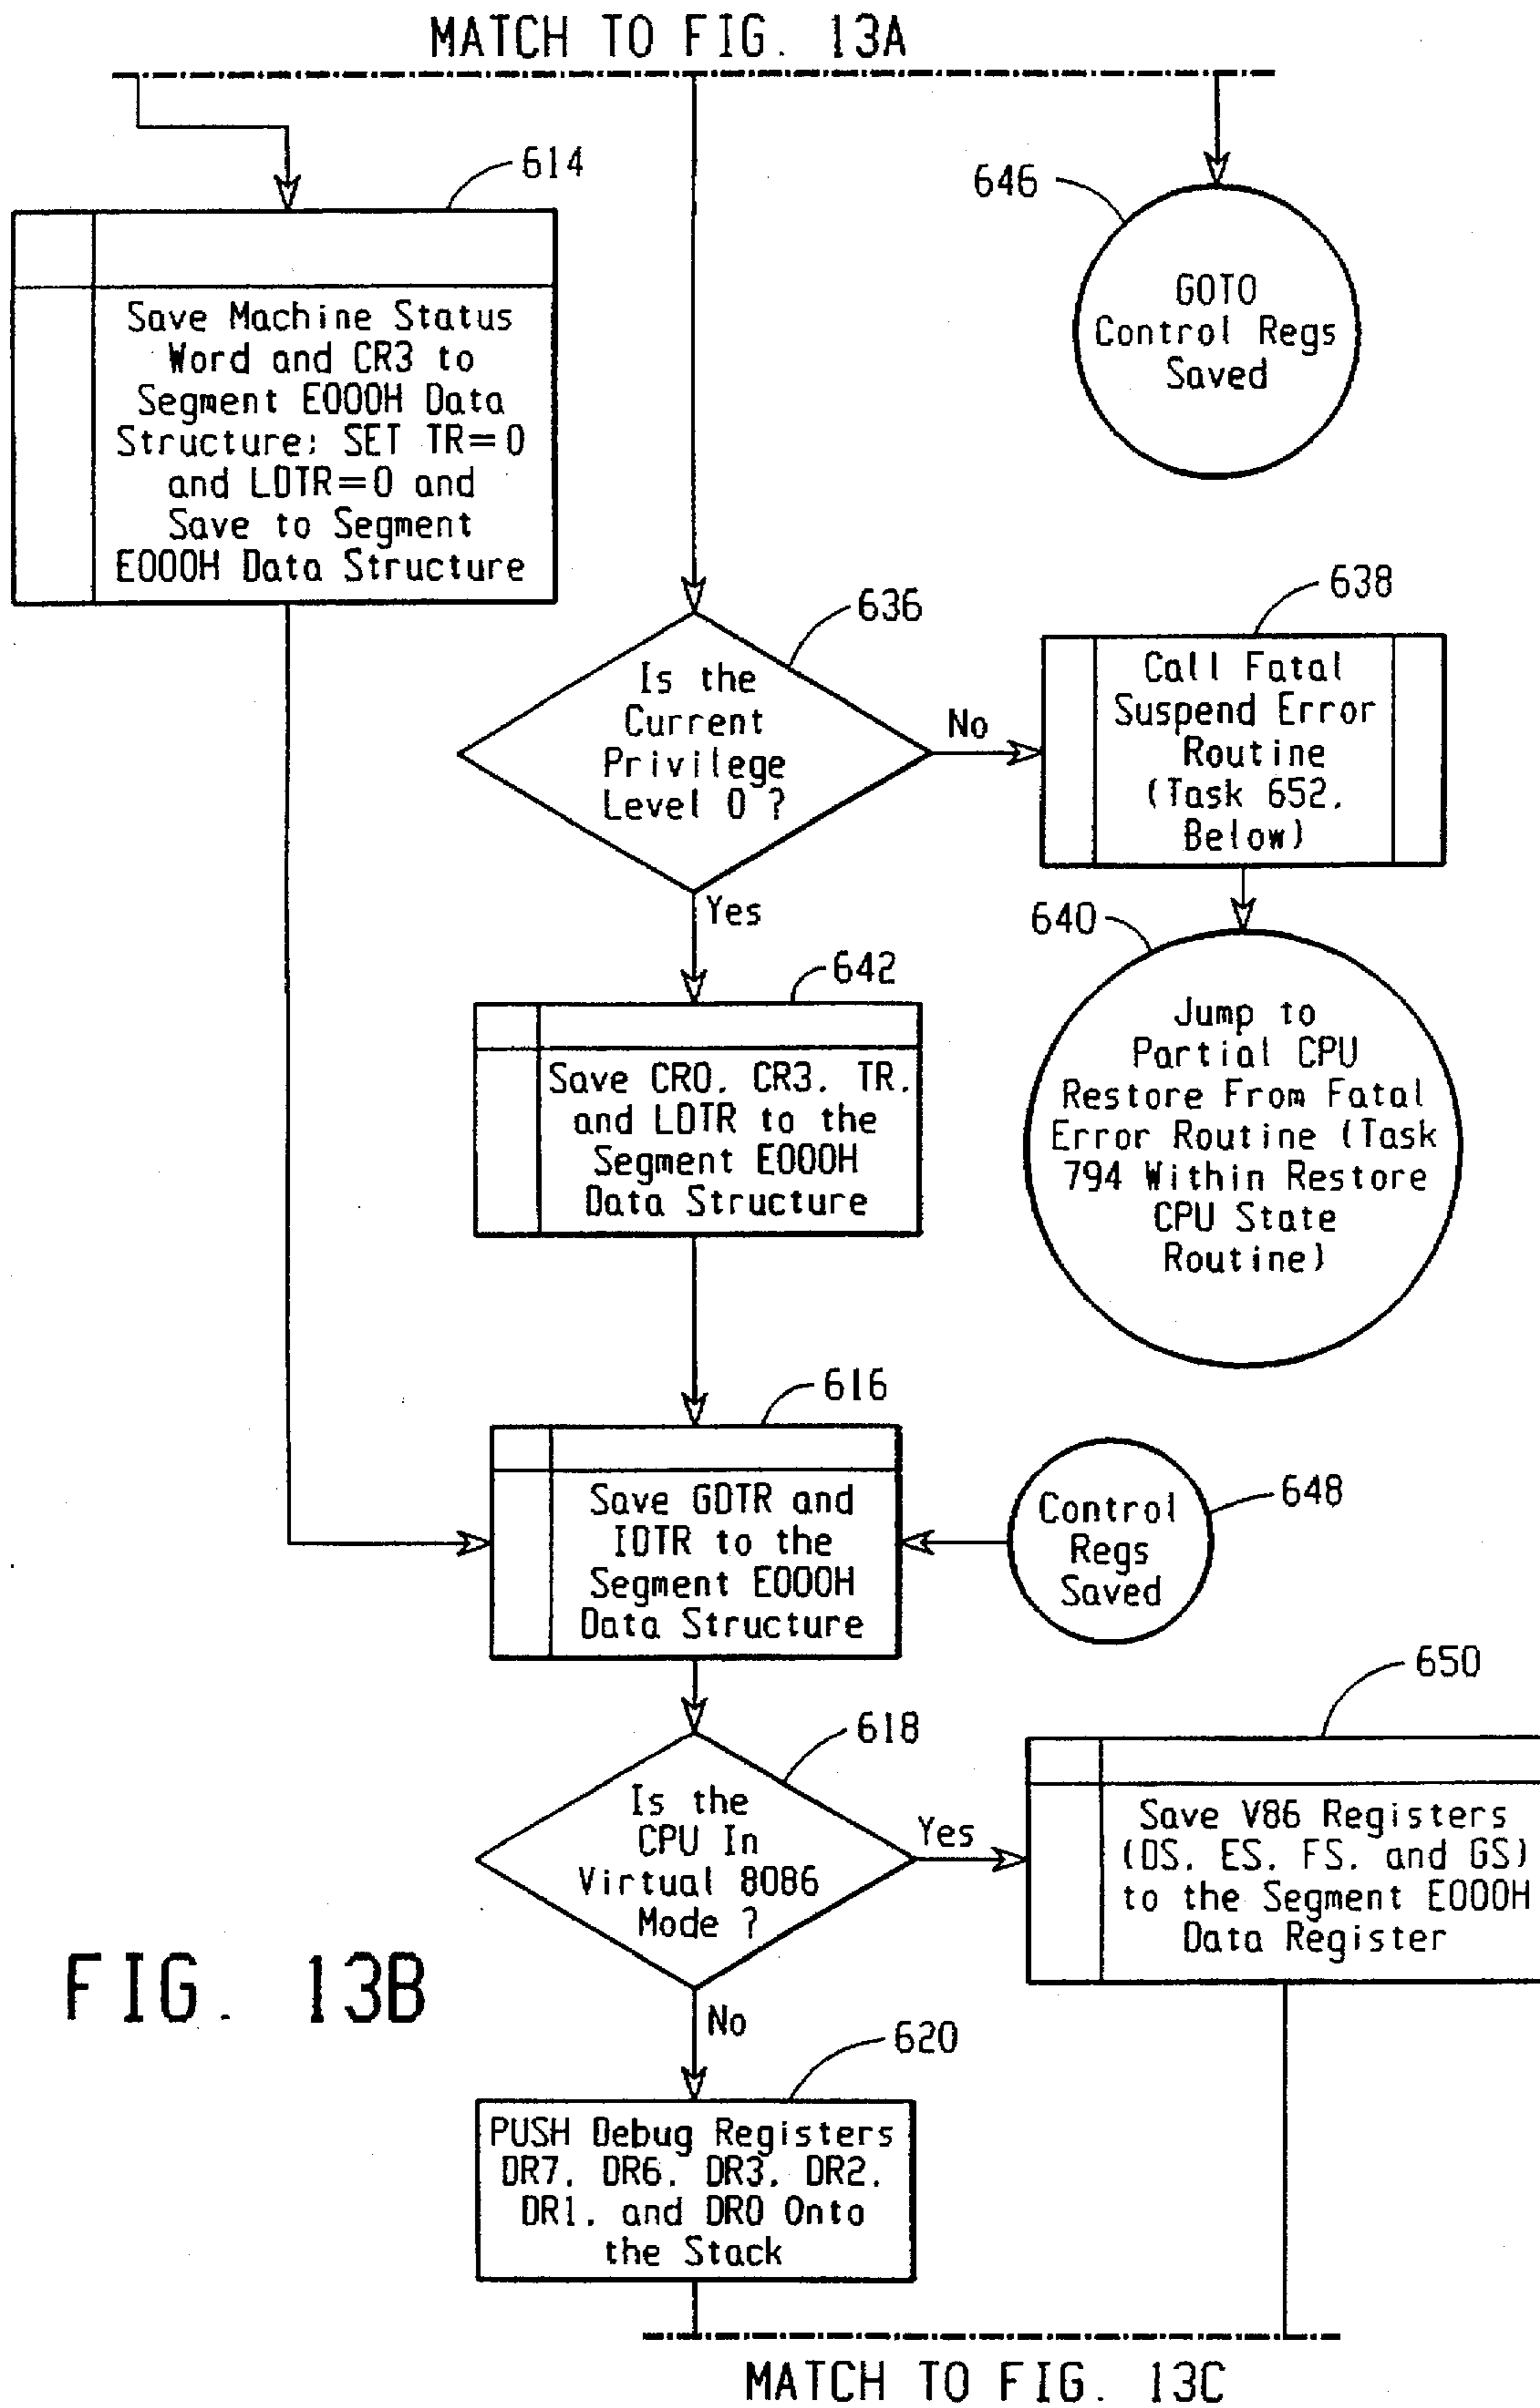 MATCH TO FIG. 13A
614
646
Save Machine Status
Word and CR3 to
Segment E000H Data
Structure; SET TR=0
and LDTR=0 and
Save to Segment
E000H Data Structure
GOTO
Control Regs
Saved
636
638
Is the
Current
Privilege
Level 0 ?
No
Yes
Call Fatal
Suspend Error
Routine
(Task 652,
Below)
640
642
Jump to
Partial CPU
Restore From Fatal
Error Routine (Task
794 Within Restore
CPU State
Routine)
Save CR0, CR3, TR,
and LDTR to the
Segment E000H
Data Structure
616
Save GDTR and
IDTR to the
Segment E000H
Data Structure
Control
Regs
Saved
648
650
618
Is the
CPU In
Virtual 8086
Mode ?
Yes
No
Save V86 Registers
(DS, ES, FS, and GS)
to the Segment E000H
Data Register
FIG. 13B
620
PUSH Debug Registers
DR7, DR6, DR3, DR2,
DR1, and DR0 Onto
the Stack
MATCH TO FIG. 13C